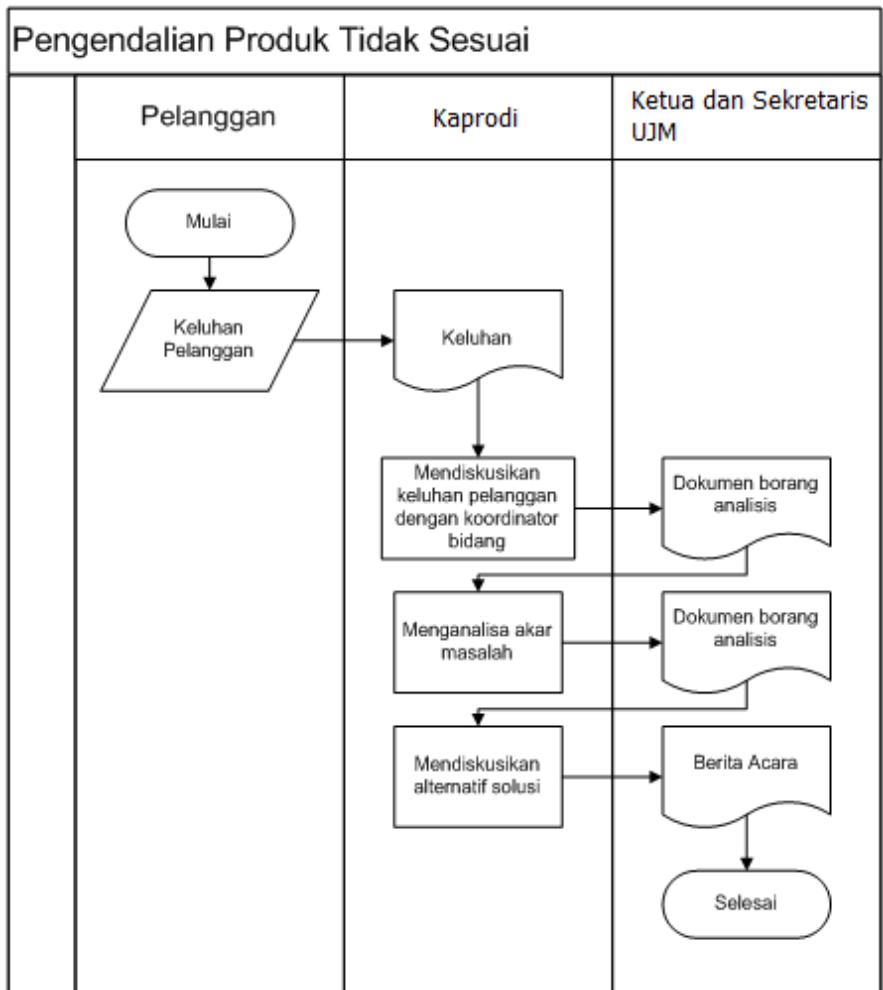 Pengendalian Produk Tidak Sesuai
Pelanggan
Kaprodi
Ketua dan Sekretaris
UJM
Mulai
Keluhan
Pelanggan
Keluhan
Mendiskusikan
keluhan pelanggan
dengan koordinator
bidang
Dokumen borang
analisis
Menganalisa akar
masalah
Dokumen borang
analisis
Mendiskusikan
alternatif solusi
Berita Acara
Selesai